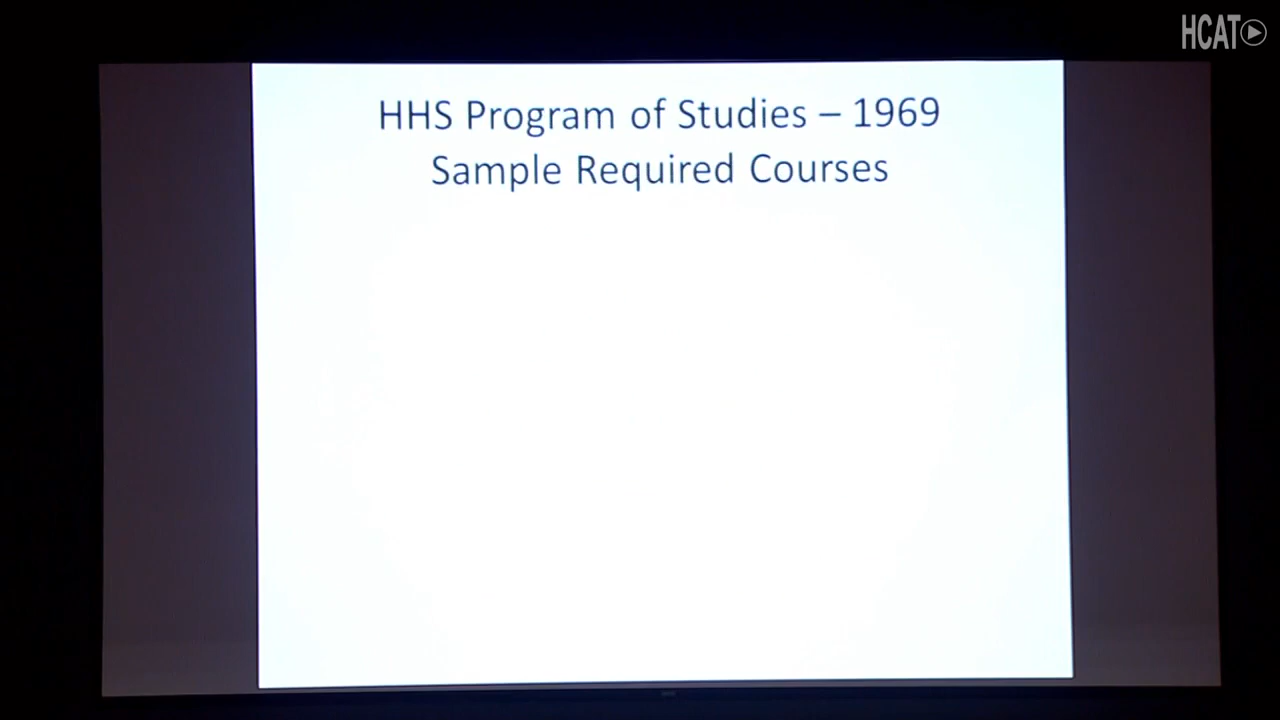 HCAT
HHS Program of Studies – 1969
Sample Required Courses